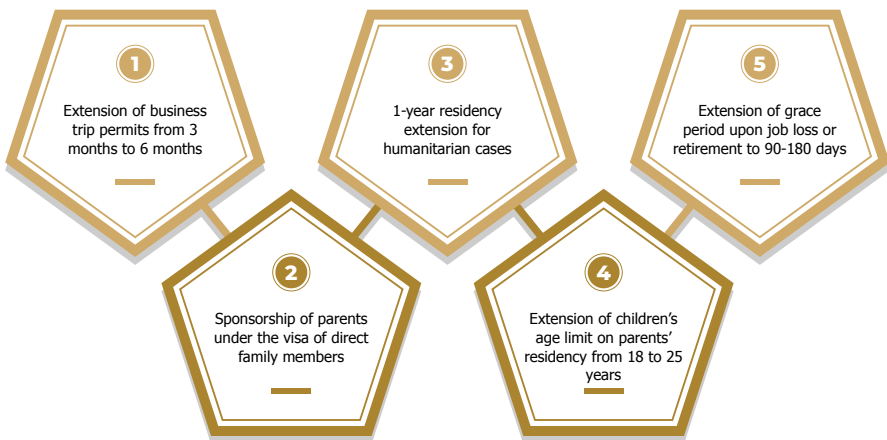 1
Extension of business
trip permits from 3
months to 6 months
2
Sponsorship of parents
under the visa of direct
family members
3
1-year residency
extension for
humanitarian cases
4
Extension of children’s
age limit on parents’
residency from 18 to 25
years
5
Extension of grace
period upon job loss or
retirement to 90-180 days